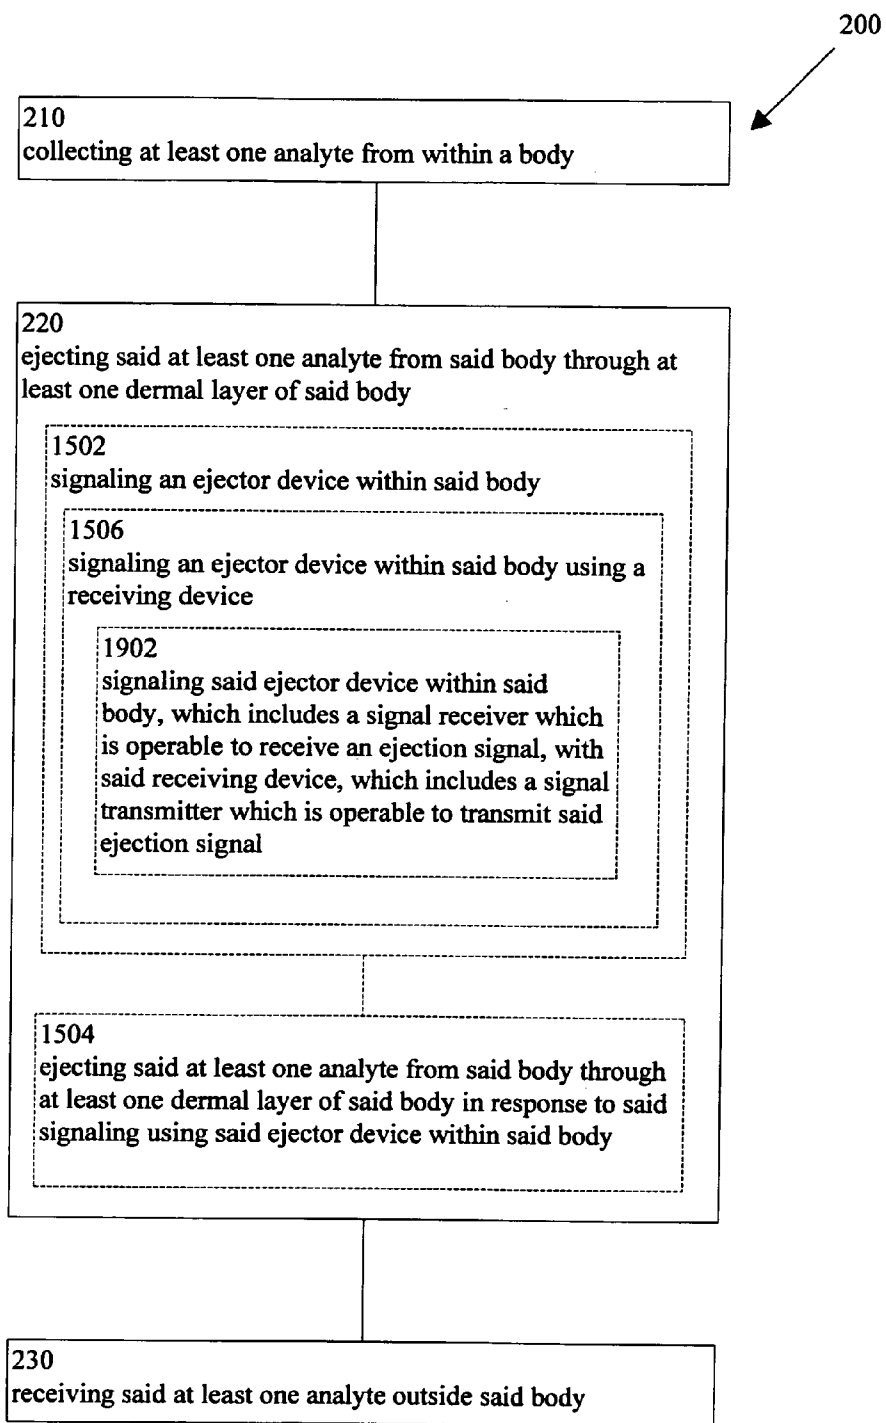 200
210
collecting at least one analyte from within a body
220
ejecting said at least one analyte from said body through at
least one dermal layer of said body
1502
signaling an ejector device within said body
1506
signaling an ejector device within said body using a
receiving device
1902
signaling said ejector device within said
body, which includes a signal receiver which
is operable to receive an ejection signal, with
said receiving device, which includes a signal
transmitter which is operable to transmit said
ejection signal
1504
ejecting said at least one analyte from said body through
at least one dermal layer of said body in response to said
signaling using said ejector device within said body
230
receiving said at least one analyte outside said body